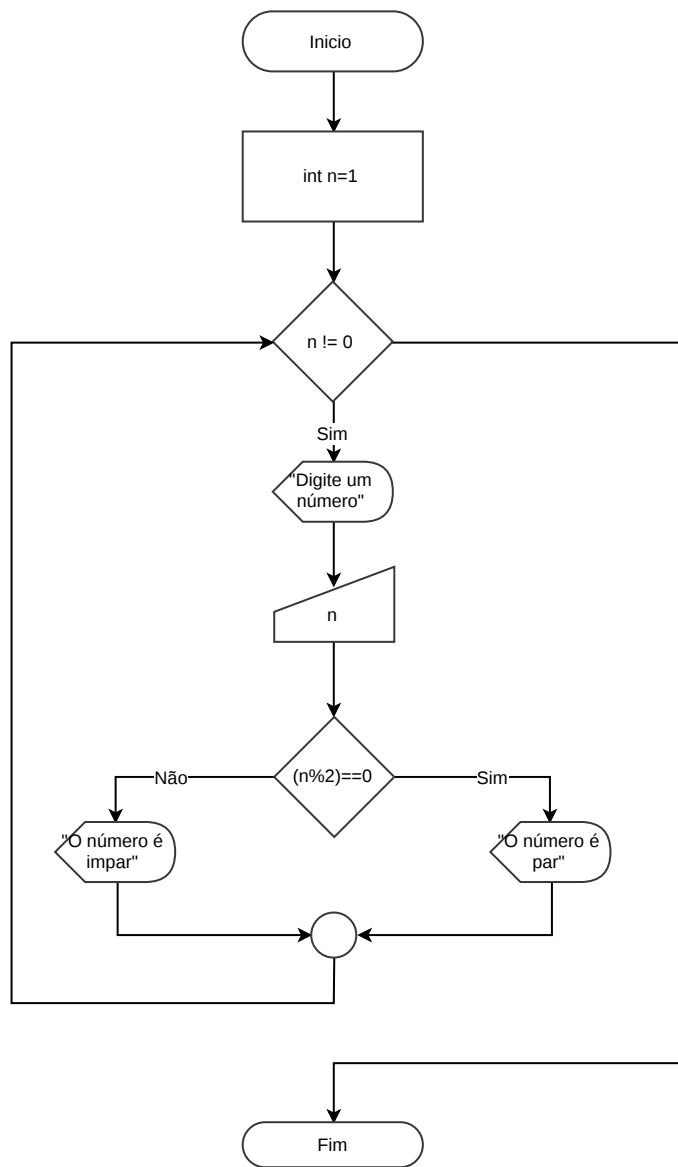 Inicio
int n=1
n != 0
Sim
"Digite um
número"
n
(n%2)==0
Não
Sim
"O número é
impar"
"O número é
par"
Fim